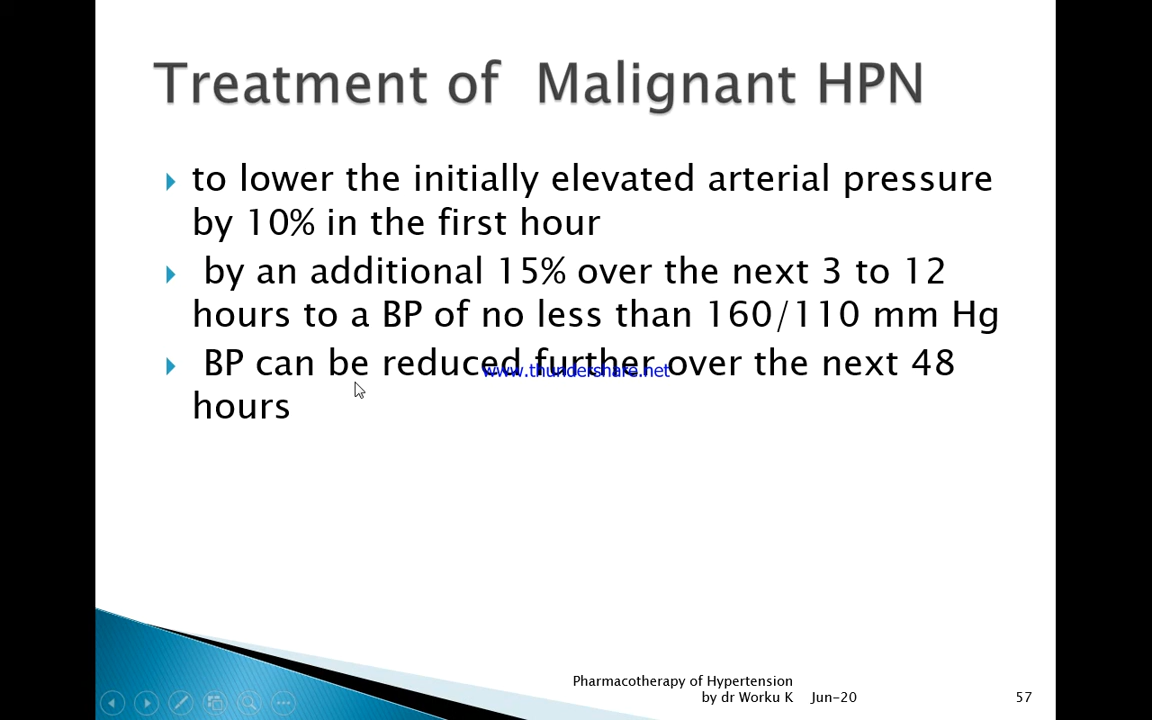 Treatment of Malignant HPN
to lower the initially elevated arterial pressure
by 10% in the first hour
by an additional 15% over the next 3 to 12
hours to a BP of no less than 160/110 mm Hg
BP can be reduced further over the next 48
hours
www.thundershare.net
Pharmacotherapy of Hypertension
by dr Worku K Jun-20 57